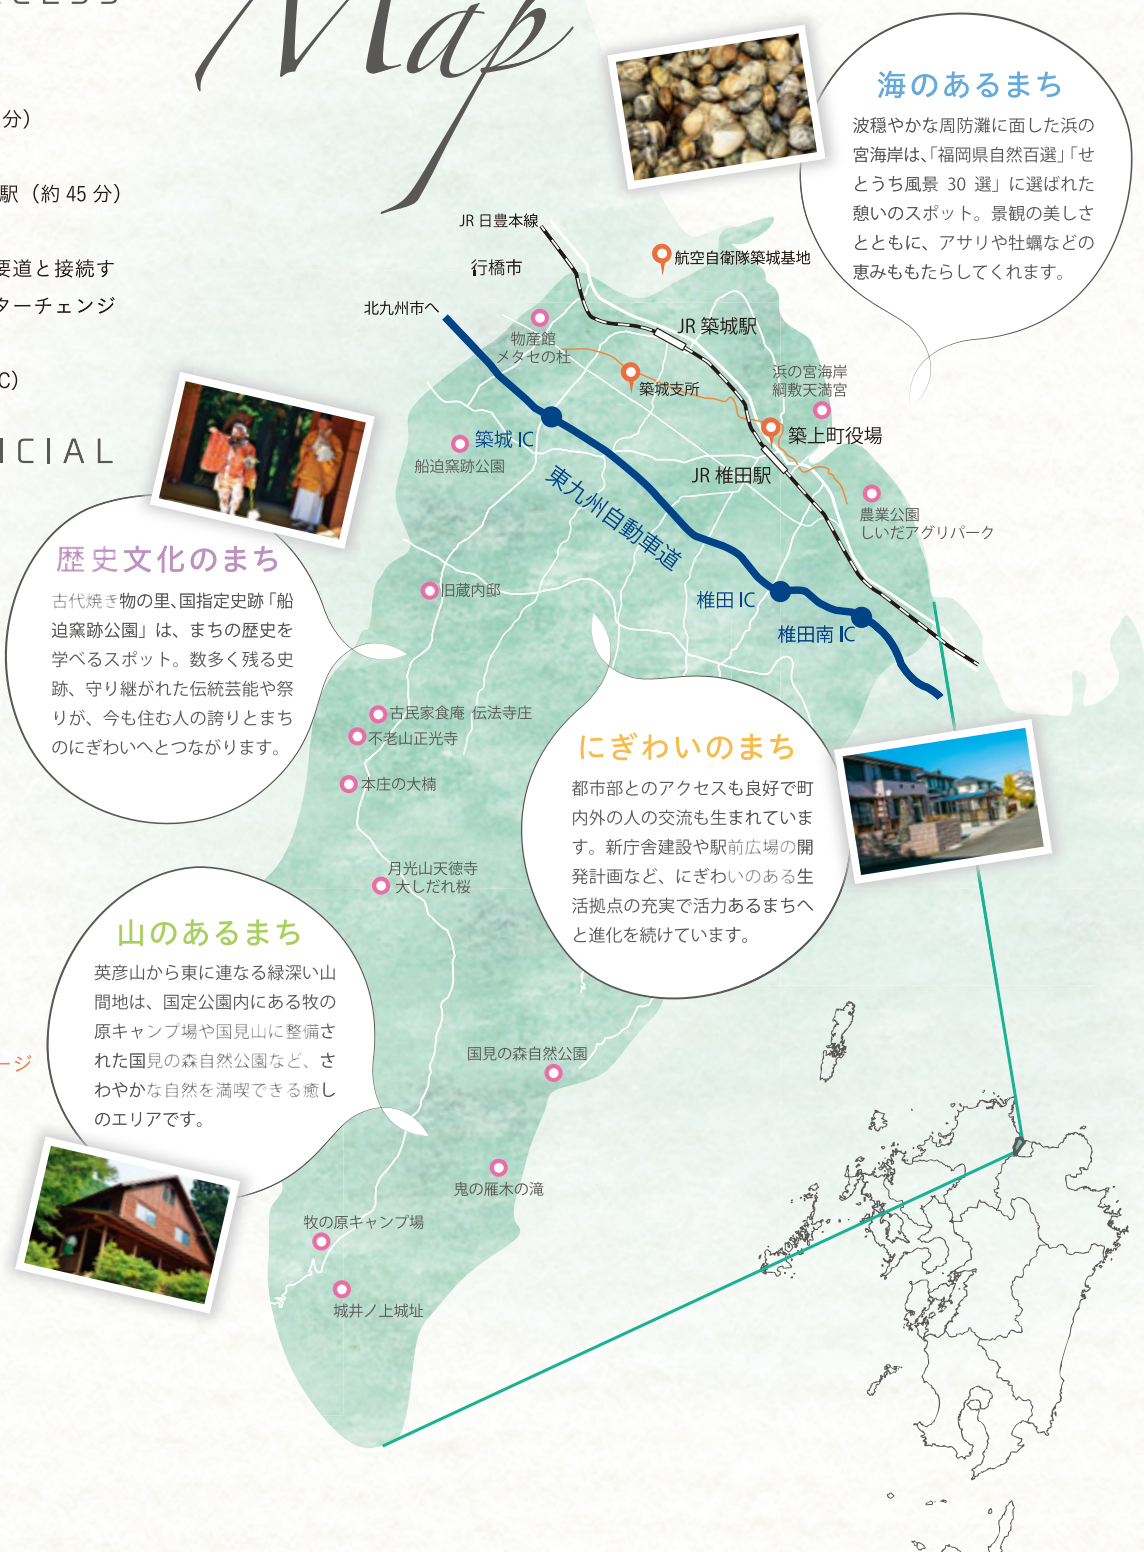 CCESS
Map
分）
駅（約 45 分）
要道と接続す
ターチェンジ
C）
ICIAL
ージ
海のあるまち
波穏やかな周防灘に面した浜の
宮海岸は、「福岡県自然百選」「せ
とうち風景 30 選」に選ばれた
憩いのスポット。景観の美しさ
とともに、アサリや牡蠣などの
恵みももたらしてくれます。
JR 日豊本線
行橋市
航空自衛隊築城基地
北九州市へ
物産館
メタセの杜
JR 築城駅
築城支所
浜の宮海岸
綱敷天満宮
築城 IC
船迫窯跡公園
築上町役場
JR 椎田駅
東九州自動車道
農業公園
しいだアグリパーク
歴史文化のまち
古代焼き物の里、国指定史跡「船
迫窯跡公園」は、まちの歴史を
学べるスポット。数多く残る史
跡、守り継がれた伝統芸能や祭
りが、今も住む人の誇りとまち
のにぎわいへとつながります。
旧蔵内邸
椎田 IC
椎田南 IC
古民家食庵 伝法寺庄
不老山正光寺
本庄の大楠
にぎわいのまち
都市部とのアクセスも良好で町
内外の人の交流も生まれていま
す。新庁舎建設や駅前広場の開
発計画など、にぎわいのある生
活拠点の充実で活力あるまちへ
と進化を続けています。
月光山天徳寺
大しだれ桜
山のあるまち
英彦山から東に連なる緑深い山
間地は、国定公園内にある牧の
原キャンプ場や国見山に整備さ
れた国見の森自然公園など、さ
わやかな自然を満喫できる癒し
のエリアです。
国見の森自然公園
鬼の雁木の滝
牧の原キャンプ場
城井ノ上城址